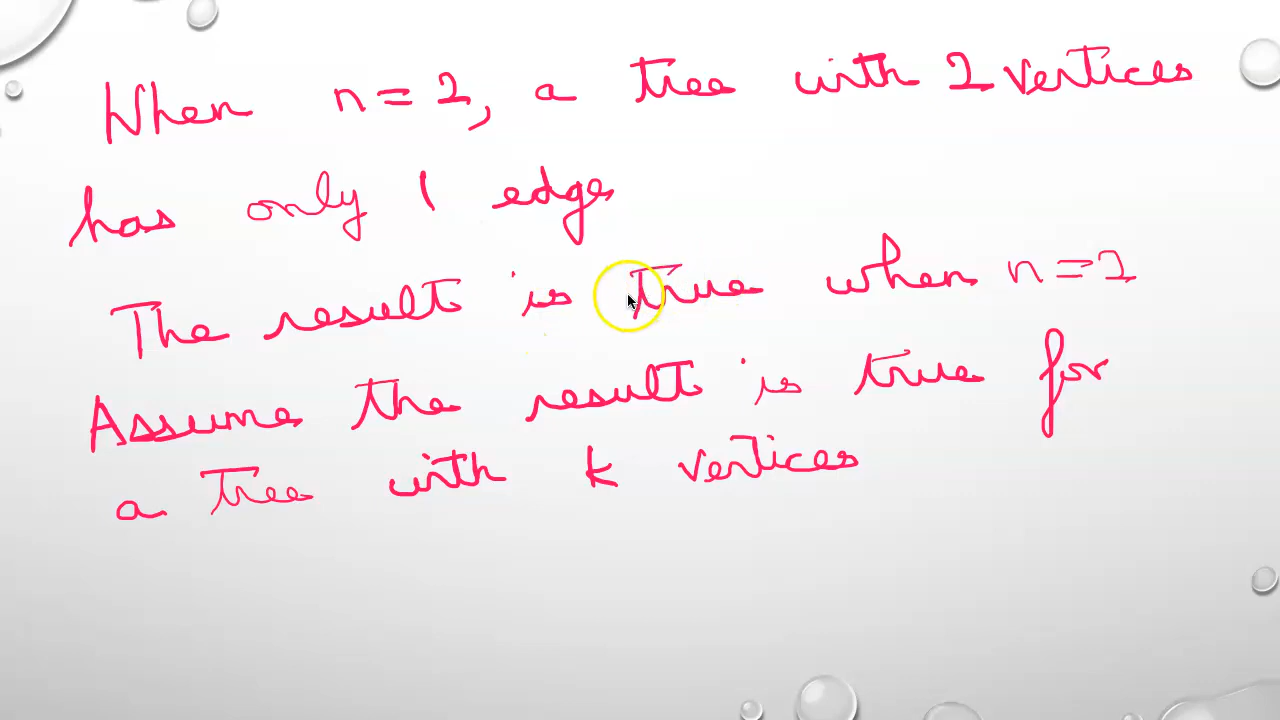 When n = 2, a tree with 2 vertices
has only 1 edge
The result is true when n = 2
Assume the result is true for
a tree with k vertices